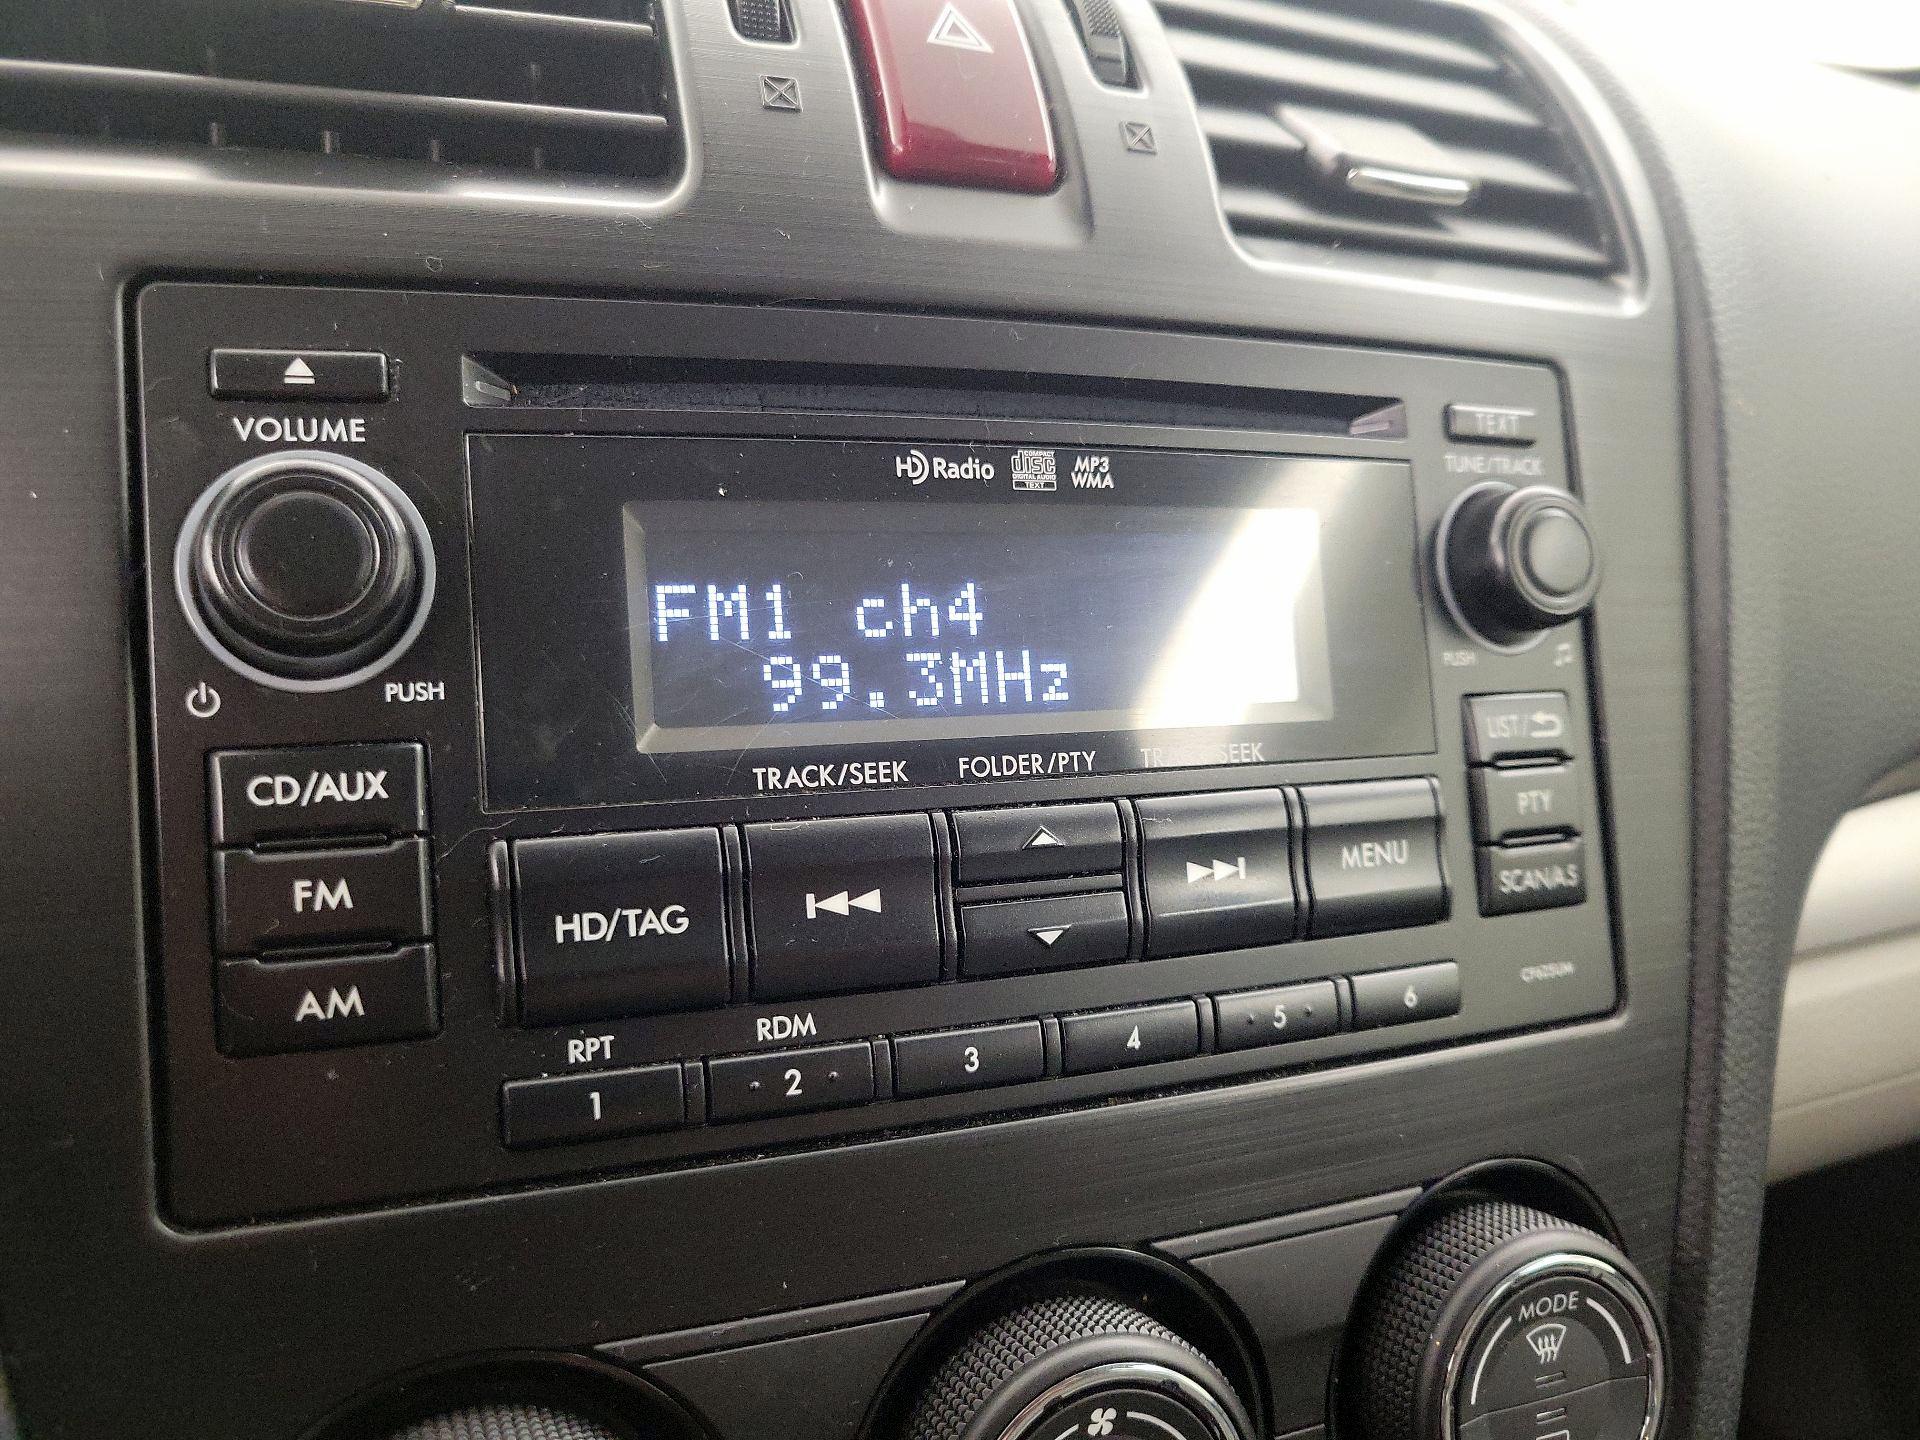 VOLUME
PUSH
CD/AUX
FM
AM
HD Radio
COMPACT
disc
DIGITAL AUDIO
TEXT
MP3
WMA
FM1 ch4
99.3MHz
TRACK/SEEK
FOLDER/PTY
TRACK/SEEK
HD/TAG
MENU
RPT
RDM
1
2
3
4
5
6
TEXT
TUNE/TRACK
PUSH
LIST/
PTY
SCAN/A.S
MODE